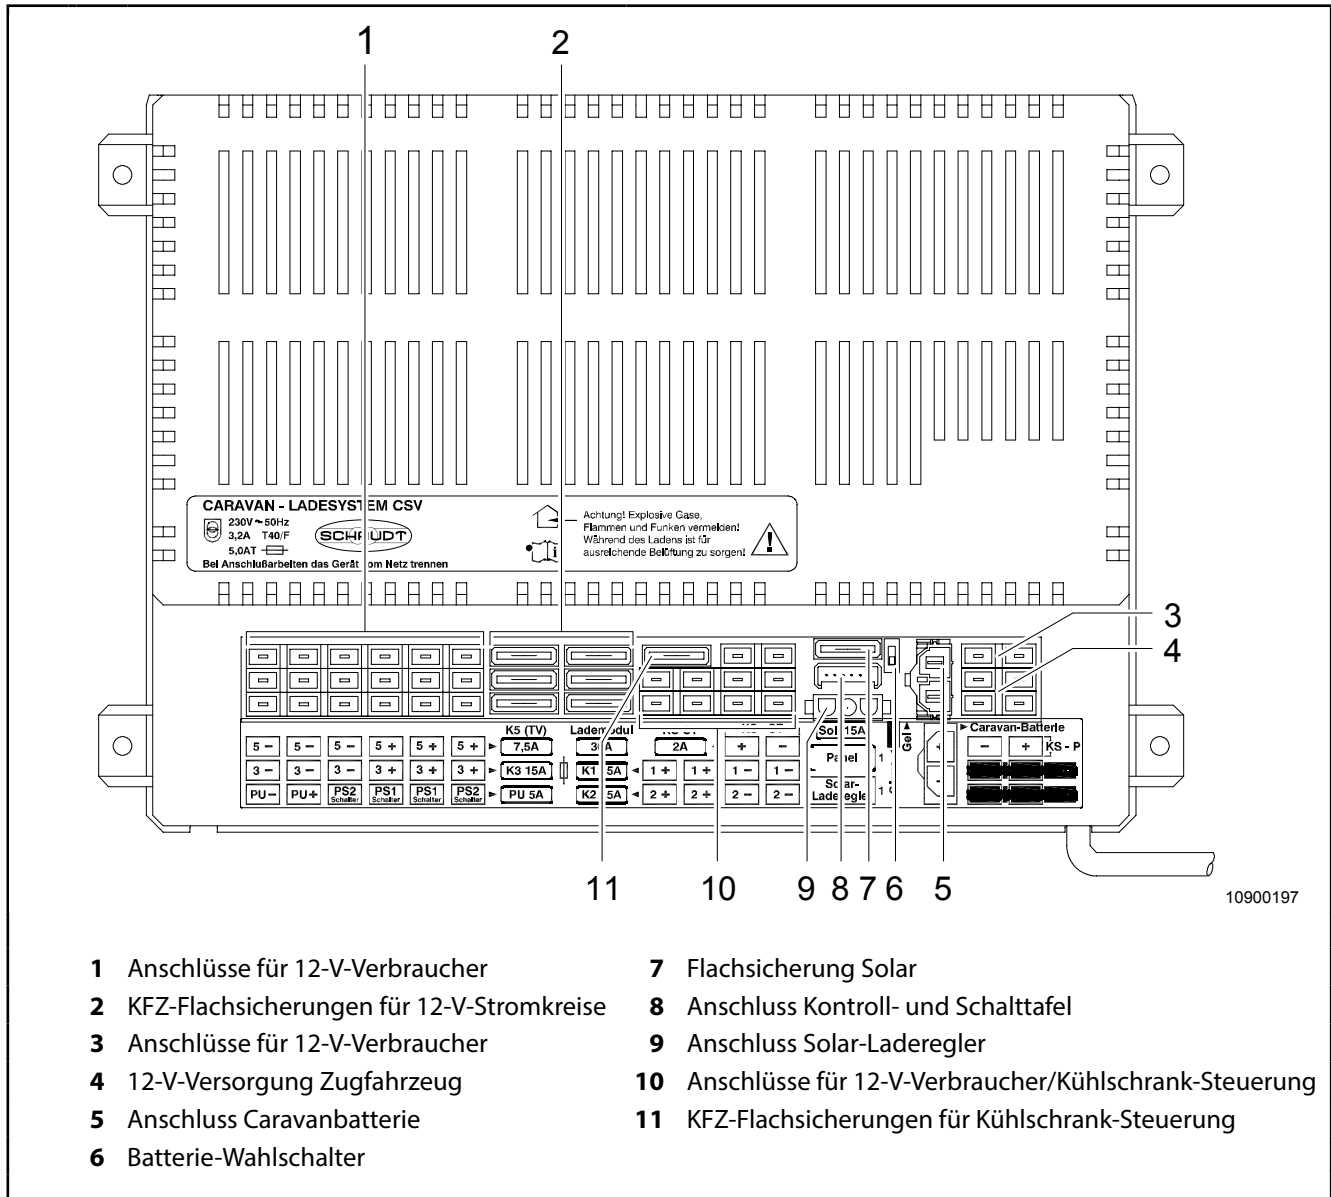 1 2
CARAVAN - LADESYSTEM CSV
230V ~ 50Hz
3,2A T40/F
5,0AT
SCHAUDT
Bei Anschlußarbeiten das Gerät vom Netz trennen
Achtung! Explosive Gase,
Flammen und Funken vermeiden!
Während des Ladens ist für
ausreichende Belüftung zu sorgen!
i
3
4
K5 (TV) Lademodul
5 - 5 - 5 - 5 + 5 + 5 + 7,5A 2A + - Caravan-Batterie
3 - 3 - 3 - 3 + 3 + 3 + K3 15A 1 + 1 + 1 - 1 - Panel 1
PU - PU + PS2 Schalter PS1 Schalter PS1 Schalter PS2 Schalter PU 5A 2 + 2 + 2 - 2 - Solar-Laderegler 1
Gel + - - + KS - P
11 10 9 8 7 6 5
10900197
1 Anschlüsse für 12-V-Verbraucher
2 KFZ-Flachsicherungen für 12-V-Stromkreise
3 Anschlüsse für 12-V-Verbraucher
4 12-V-Versorgung Zugfahrzeug
5 Anschluss Caravanbatterie
6 Batterie-Wahlschalter
7 Flachsicherung Solar
8 Anschluss Kontroll- und Schalttafel
9 Anschluss Solar-Laderegler
10 Anschlüsse für 12-V-Verbraucher/Kühlschrank-Steuerung
11 KFZ-Flachsicherungen für Kühlschrank-Steuerung